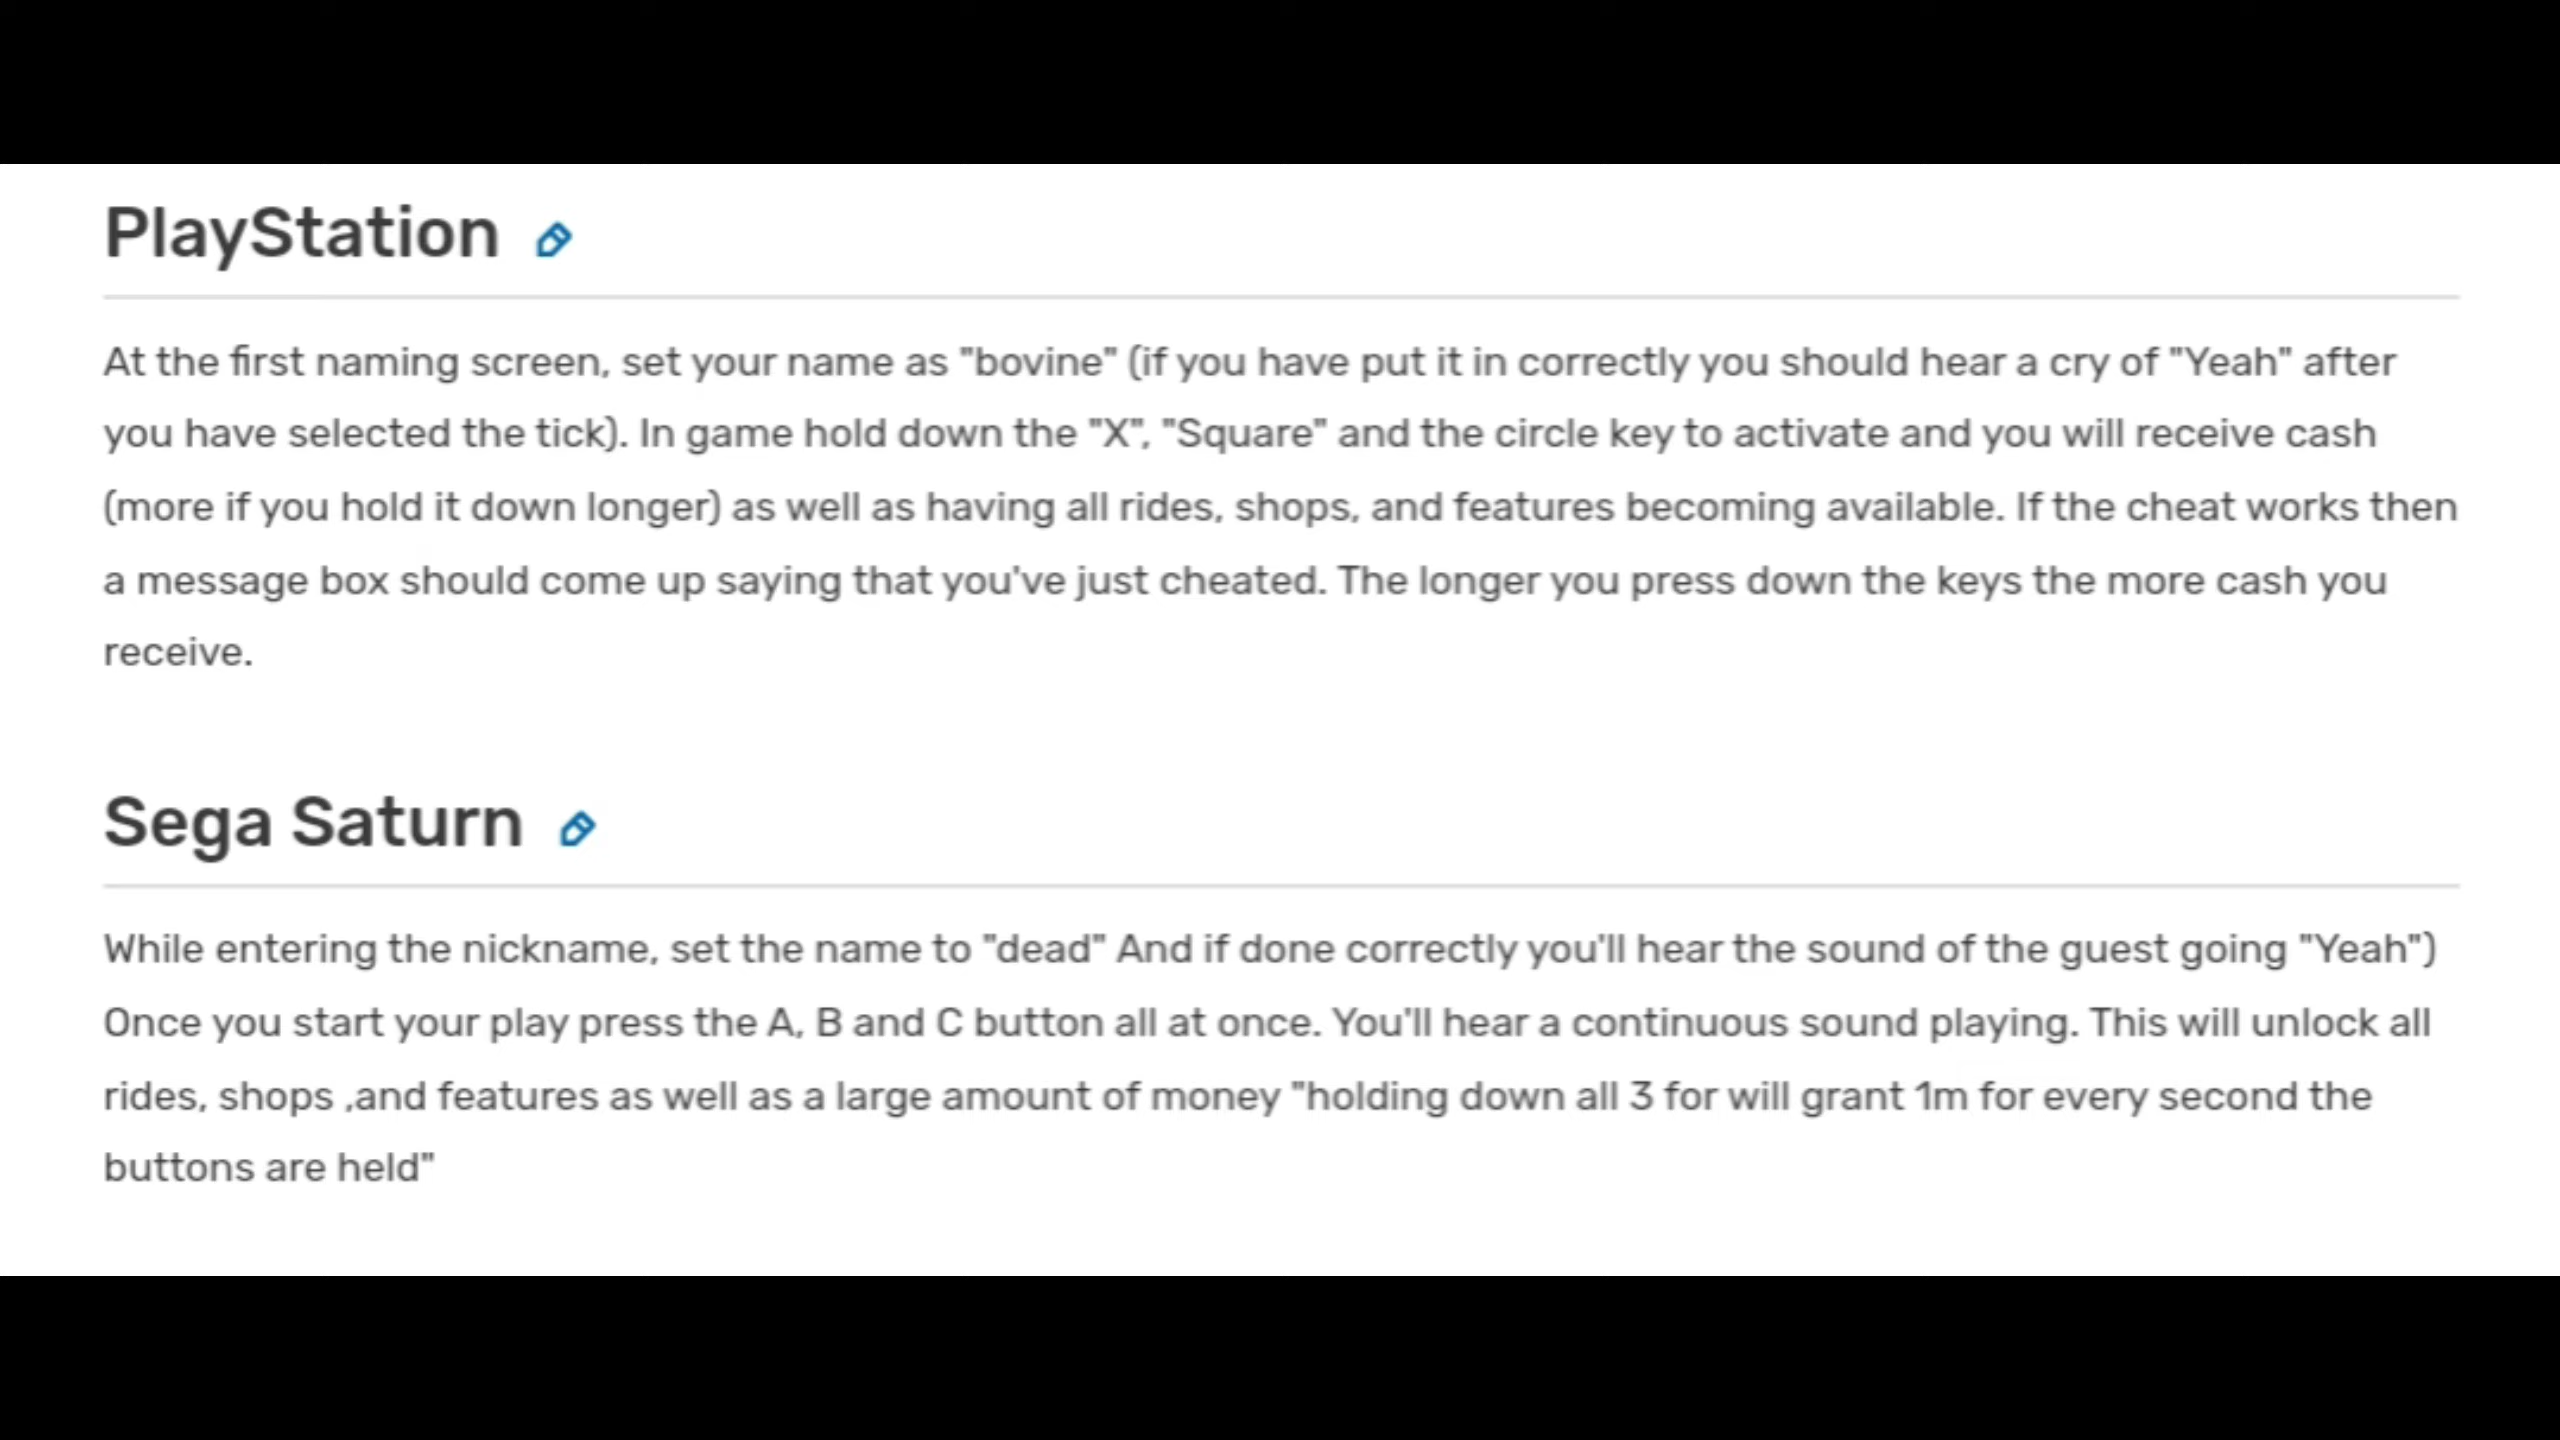 PlayStation
At the first naming screen, set your name as "bovine" (if you have put it in correctly you should hear a cry of "Yeah" after
you have selected the tick). In game hold down the "X", "Square" and the circle key to activate and you will receive cash
(more if you hold it down longer) as well as having all rides, shops, and features becoming available. If the cheat works then
a message box should come up saying that you've just cheated. The longer you press down the keys the more cash you
receive.
Sega Saturn
While entering the nickname, set the name to "dead" And if done correctly you'll hear the sound of the guest going "Yeah")
Once you start your play press the A, B and C button all at once. You'll hear a continuous sound playing. This will unlock all
rides, shops ,and features as well as a large amount of money "holding down all 3 for will grant 1m for every second the
buttons are held"